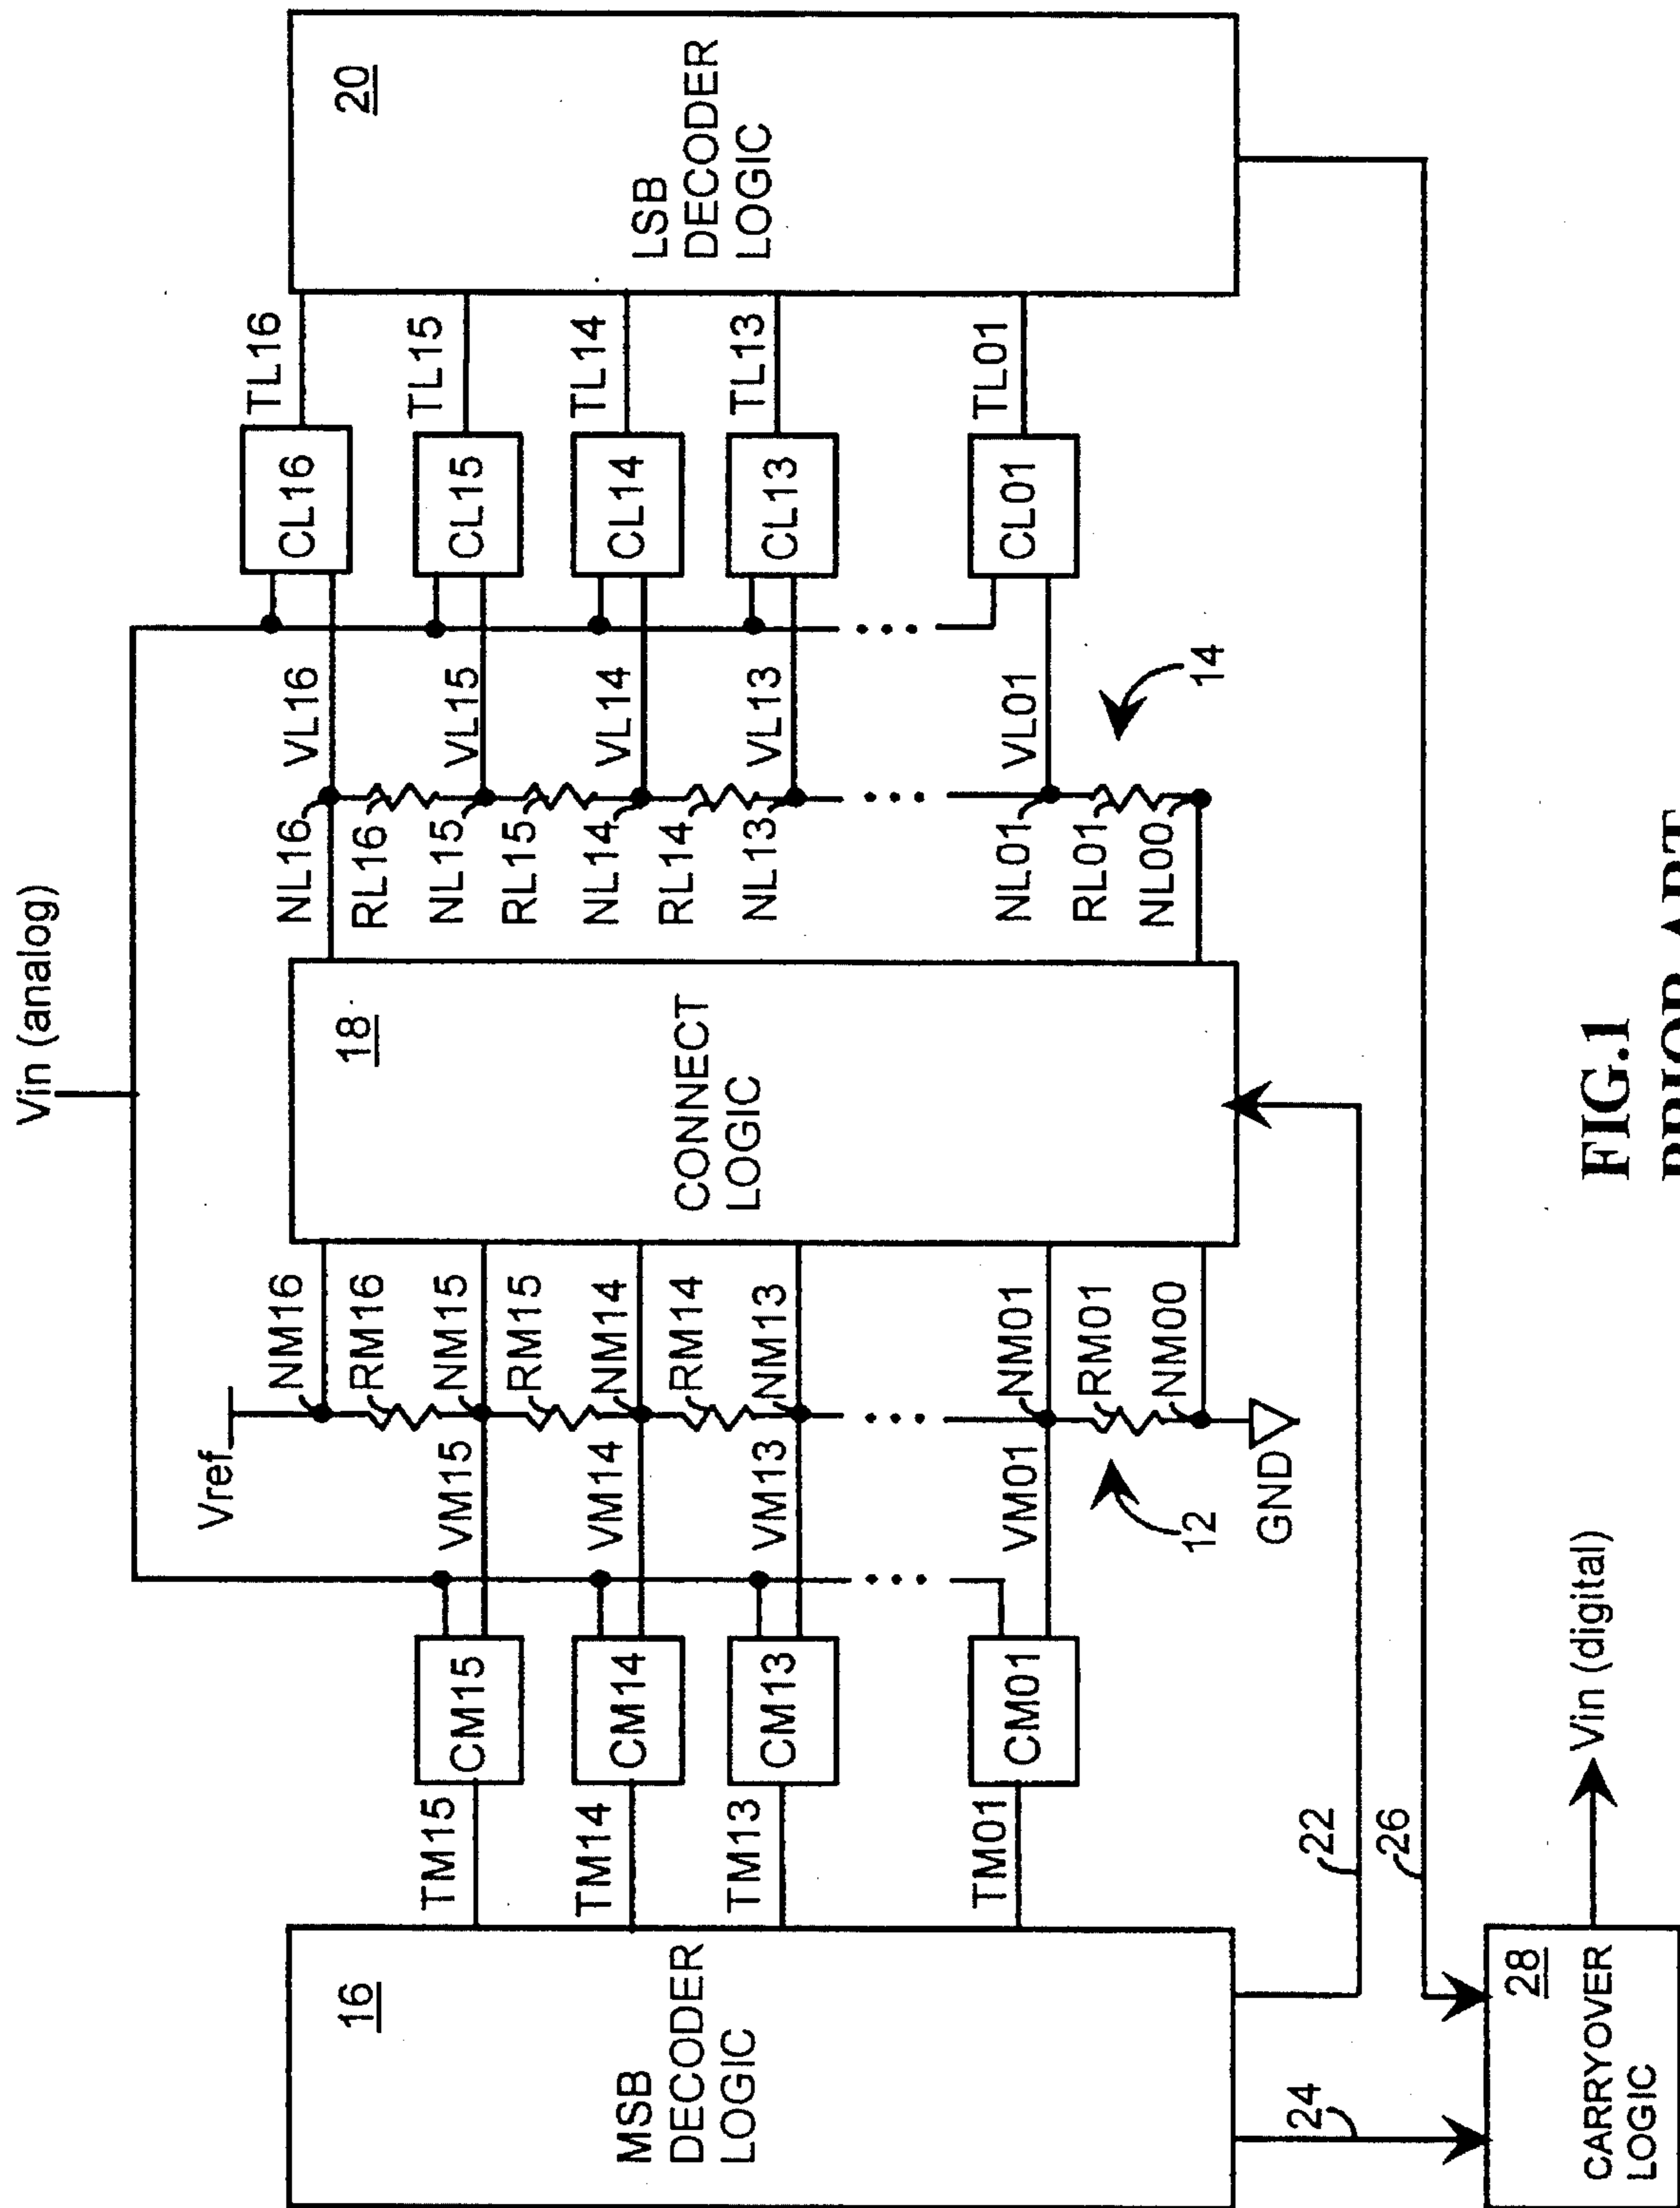 Vin (analog)
Vref
16
MSB
DECODER
LOGIC
TM15
TM14
TM13
TM01
CM15
CM14
CM13
CM01
VM15
VM14
VM13
VM01
NM16
RM16
NM15
RM15
NM14
RM14
NM13
NM01
RM01
NM00
12
GND
18
CONNECT
LOGIC
NL16
RL16
NL15
RL15
NL14
RL14
NL13
NL01
RL01
NL00
VL16
VL15
VL14
VL13
VL01
14
CL16
CL15
CL14
CL13
CL01
TL16
TL15
TL14
TL13
TL01
20
LSB
DECODER
LOGIC
22
26
24
28
CARRYOVER
LOGIC
Vin (digital)
FIG.1
PRIOR ART